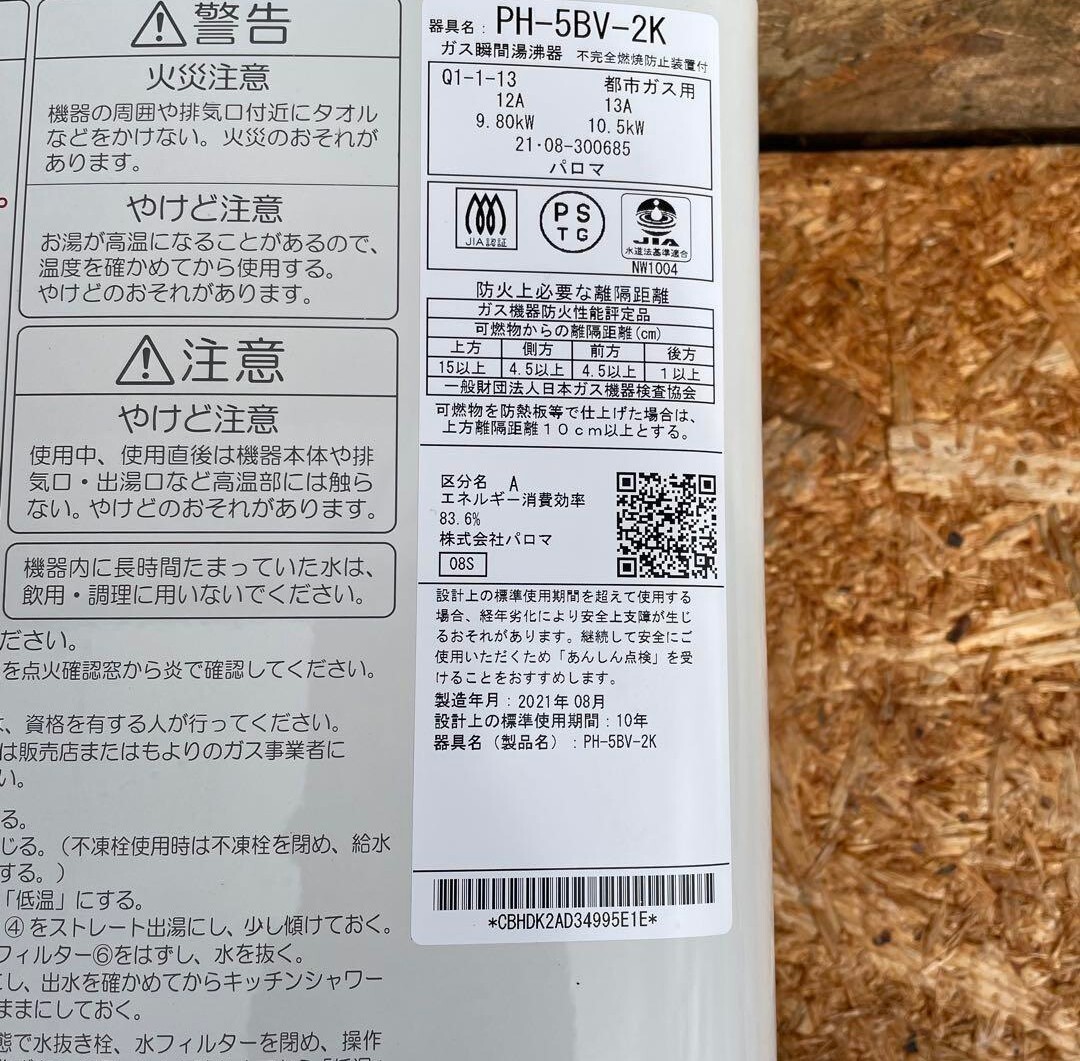 警告
火災注意
機器の周囲や排気口付近にタオル
などをかけない。火災のおそれが
あります。
やけど注意
お湯が高温になることがあるので、
温度を確かめてから使用する。
やけどのおそれがあります。
注意
やけど注意
使用中、使用直後は機器本体や排
気口・出湯口など高温部には触ら
ない。やけどのおそれがあります。
機器内に長時間たまっていた水は、
飲用・調理に用いないでください。
ださい。
を点火確認窓から炎で確認してください。
は、資格を有する人が行ってください。
は販売店またはもよりのガス事業者に
い。
る。
じる。（不凍栓使用時は不凍栓を閉め、給水
する。）
「低温」にする。
④をストレート出湯にし、少し傾けておく。
フィルター⑥をはずし、水を抜く。
にし、出水を確かめてからキッチンシャワー
ままにしておく。
態で水抜き栓、水フィルターを閉め、操作
器具名： PH-5BV-2K
ガス瞬間湯沸器 不完全燃焼防止装置付
Q1-1-13 都市ガス用
12A 13A
9.80kW 10.5kW
21・08-300685
パロマ
JIA認証
PS
TG
JIA
水道法基準適合
NW1004
防火上必要な離隔距離
ガス機器防火性能評定品
可燃物からの離隔距離(cm)
上方 側方 前方 後方
15以上 4.5以上 4.5以上 1以上
一般財団法人日本ガス機器検査協会
可燃物を防熱板等で仕上げた場合は、
上方離隔距離１０ｃｍ以上とする。
区分名 A
エネルギー消費効率
83.6%
株式会社パロマ
08S
設計上の標準使用期間を超えて使用する
場合、経年劣化により安全上支障が生じ
るおそれがあります。継続して安全にご
使用いただくため「あんしん点検」を受
けることをおすすめします。
製造年月：2021年08月
設計上の標準使用期間：10年
器具名（製品名）：PH-5BV-2K
*CBHDK2AD34995E1E*